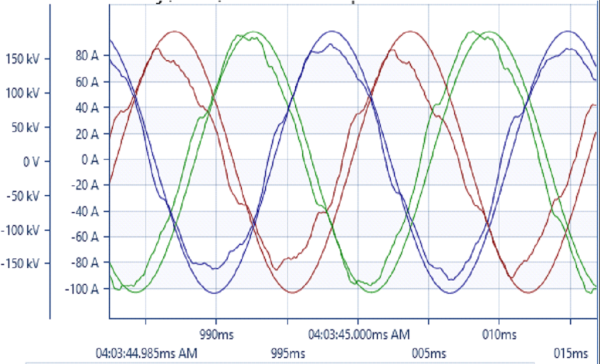 150 kV
100 kV
50 kV
0 V
-50 kV
-100 kV
-150 kV
80 A
60 A
40 A
20 A
0 A
-20 A
-40 A
-60 A
-80 A
-100 A
990ms
04:03:45.000ms AM
010ms
04:03:44.985ms AM
995ms
005ms
015ms